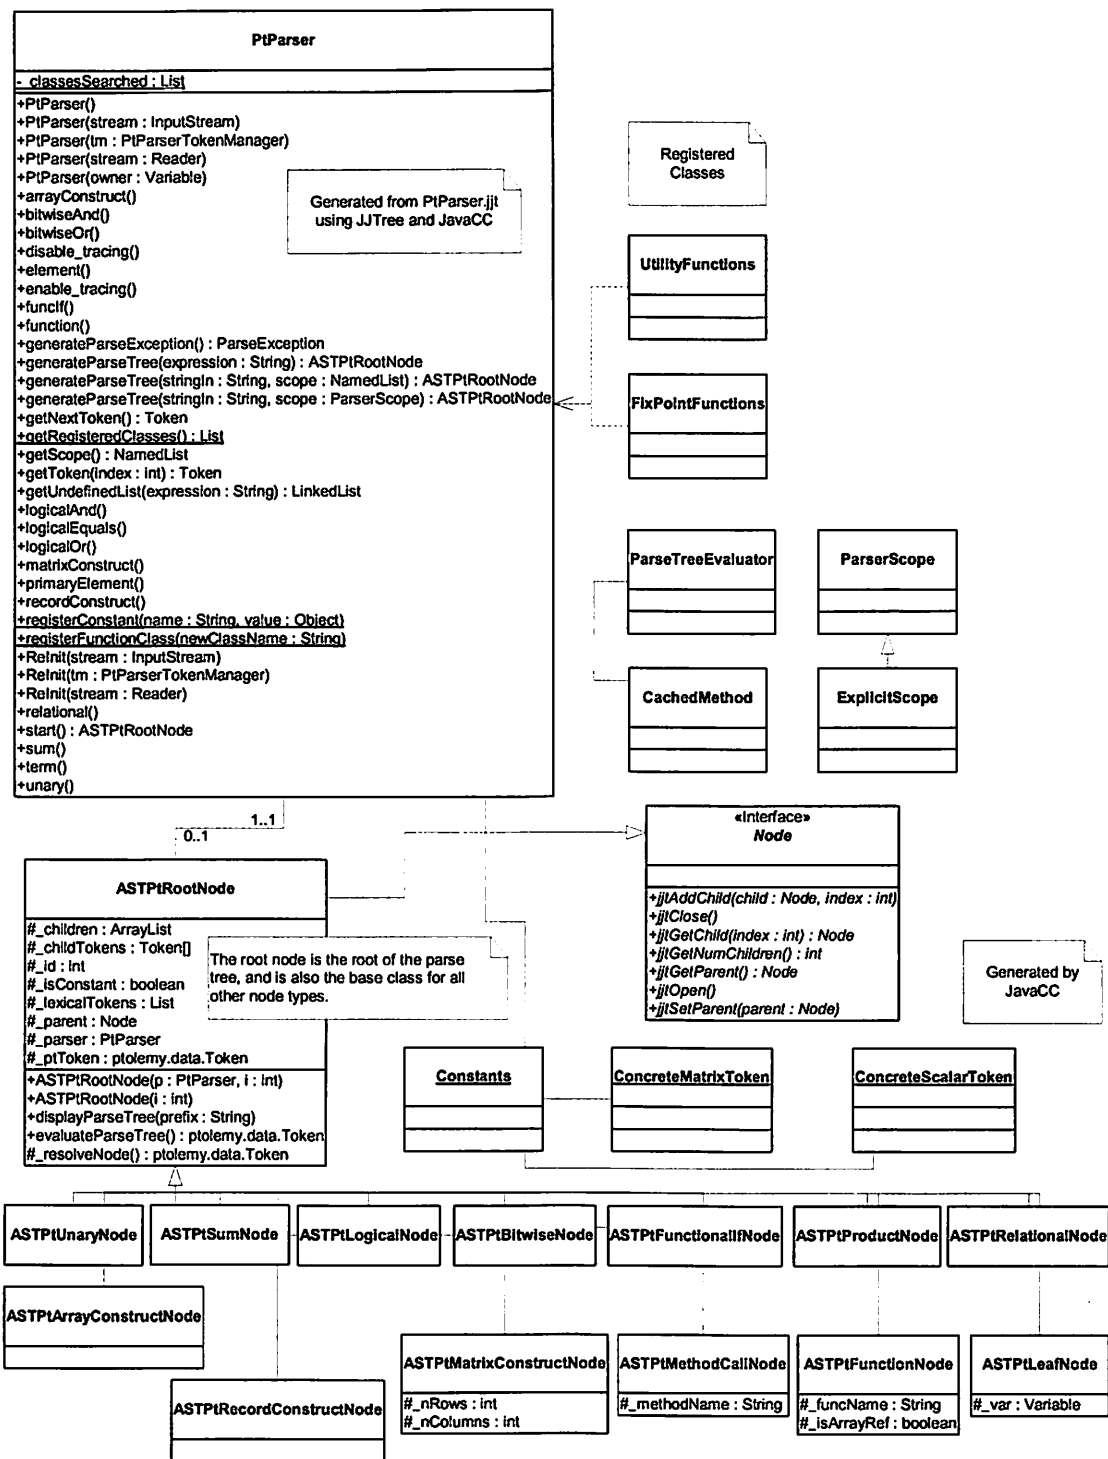 PtParser
- classesSearched : List
+PtParser()
+PtParser(stream : InputStream)
+PtParser(tm : PtParserTokenManager)
+PtParser(stream : Reader)
+PtParser(owner : Variable)
+arrayConstruct()
+bitwiseAnd()
+bitwiseOr()
+disable_tracing()
+element()
+enable_tracing()
+funcIf()
+function()
+generateParseException() : ParseException
+generateParseTree(expression : String) : ASTPtRootNode
+generateParseTree(stringIn : String, scope : NamedList) : ASTPtRootNode
+generateParseTree(stringIn : String, scope : ParserScope) : ASTPtRootNode
+getNextToken() : Token
+getRegisteredClasses() : List
+getScope() : NamedList
+getToken(index : int) : Token
+getUndefinedList(expression : String) : LinkedList
+logicalAnd()
+logicalEquals()
+logicalOr()
+matrixConstruct()
+primaryElement()
+recordConstruct()
+registerConstant(name : String, value : Object)
+registerFunctionClass(newClassName : String)
+ReInit(stream : InputStream)
+ReInit(tm : PtParserTokenManager)
+ReInit(stream : Reader)
+relational()
+start() : ASTPtRootNode
+sum()
+term()
+unary()
Generated from PtParser.jjt
using JJTree and JavaCC
Registered
Classes
UtilityFunctions
FixPointFunctions
ParseTreeEvaluator
ParserScope
CachedMethod
ExplicitScope
1..1
0..1
«Interface»
Node
+jjtAddChild(child : Node, index : int)
+jjtClose()
+jjtGetChild(index : int) : Node
+jjtGetNumChildren() : int
+jjtGetParent() : Node
+jjtOpen()
+jjtSetParent(parent : Node)
Generated by
JavaCC
ASTPtRootNode
#_children : ArrayList
#_childTokens : Token[]
#_id : int
#_isConstant : boolean
#_lexicalTokens : List
#_parent : Node
#_parser : PtParser
#_ptToken : ptolemy.data.Token
+ASTPtRootNode(p : PtParser, i : int)
+ASTPtRootNode(i : int)
+displayParseTree(prefix : String)
+evaluateParseTree() : ptolemy.data.Token
#_resolveNode() : ptolemy.data.Token
The root node is the root of the parse
tree, and is also the base class for all
other node types.
Constants
ConcreteMatrixToken
ConcreteScalarToken
ASTPtUnaryNode
ASTPtSumNode
ASTPtLogicalNode
ASTPtBitwiseNode
ASTPtFunctionalIfNode
ASTPtProductNode
ASTPtRelationalNode
ASTPtArrayConstructNode
ASTPtRecordConstructNode
ASTPtMatrixConstructNode
#_nRows : int
#_nColumns : int
ASTPtMethodCallNode
#_methodName : String
ASTPtFunctionNode
#_funcName : String
#_isArrayRef : boolean
ASTPtLeafNode
#_var : Variable